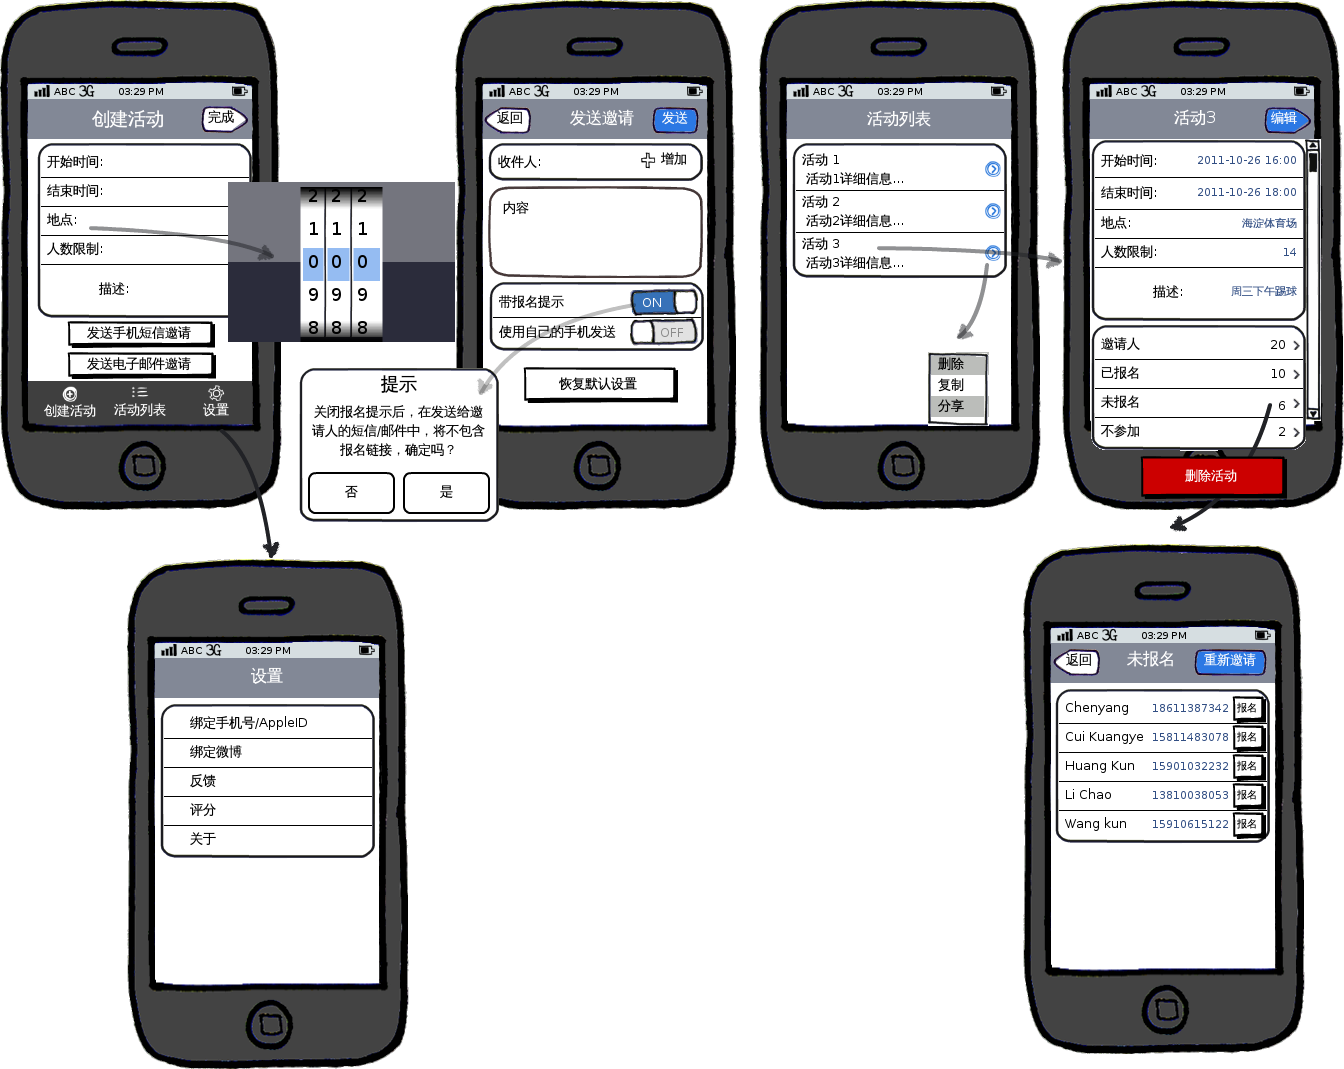 ABC 3G 03:29 PM
创建活动
完成
开始时间:
结束时间:
地点:
人数限制:
描述:
发送手机短信邀请
发送电子邮件邀请
创建活动
活动列表
设置
2 2 2
1 1 1
0 0 0
9 9 9
8 8 8
ABC 3G 03:29 PM
返回
发送邀请
发送
收件人:
增加
内容
带报名提示
ON
使用自己的手机发送
OFF
恢复默认设置
提示
关闭报名提示后，在发送给邀
请人的短信/邮件中，将不包含
报名链接，确定吗？
否
是
ABC 3G 03:29 PM
活动列表
活动 1
活动1详细信息...
活动 2
活动2详细信息...
活动 3
活动3详细信息...
删除
复制
分享
ABC 3G 03:29 PM
活动3
编辑
开始时间: 2011-10-26 16:00
结束时间: 2011-10-26 18:00
地点: 海淀体育场
人数限制: 14
描述: 周三下午踢球
邀请人 20
已报名 10
未报名 6
不参加 2
删除活动
ABC 3G 03:29 PM
设置
绑定手机号/AppleID
绑定微博
反馈
评分
关于
ABC 3G 03:29 PM
返回
未报名
重新邀请
Chenyang 18611387342 报名
Cui Kuangye 15811483078 报名
Huang Kun 15901032232 报名
Li Chao 13810038053 报名
Wang kun 15910615122 报名